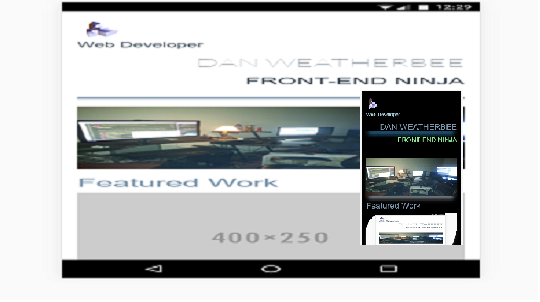 12:29
Web Developer
DAN WEATHERBEE
FRONT-END NINJA
Featured Work
400×250
Web Developer
DAN WEATHERBEE
FRONT-END NINJA
Featured Work